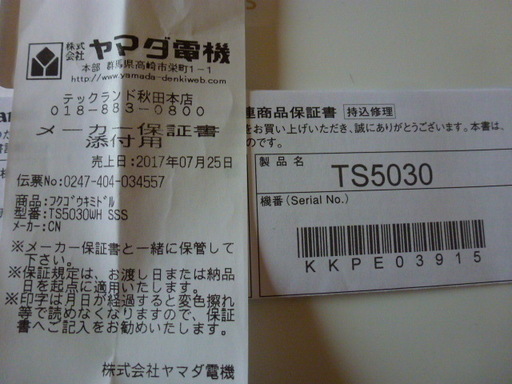 株式会社 ヤマダ電機
本部 群馬県高崎市栄町1-1
http://www.yamada-denkiweb.com
テックランド秋田本店
018-883-0800
メーカー保証書
添付用
売上日:2017年07月25日
伝票No:0247-404-034557
商品:フクゴウキミドル
型番:TS5030WH SSS
メーカー:CN
※メーカー保証書と一緒に保管して
下さい。
※保証規定は、お渡し日または納品
日を起点に適用いたします。
※印字は月日が経過すると変色擦れ
等で読めなくなりますので、保証
書へご記入をお勧めいたします。
株式会社ヤマダ電機
連商品保証書 持込修理
をお買い上げいただき、誠にありがとうございます。本書は、
のです。
製品名
TS5030
機番(Serial No.)
KKPE03915